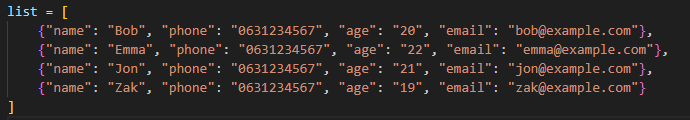 list = [
    {"name": "Bob", "phone": "0631234567", "age": "20", "email": "bob@example.com"},
    {"name": "Emma", "phone": "0631234567", "age": "22", "email": "emma@example.com"},
    {"name": "Jon", "phone": "0631234567", "age": "21", "email": "jon@example.com"},
    {"name": "Zak", "phone": "0631234567", "age": "19", "email": "zak@example.com"}
]